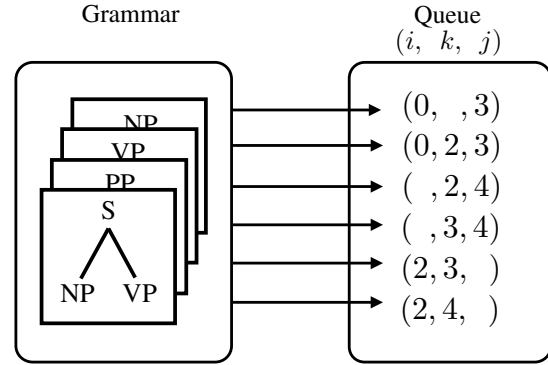 Grammar
NP
VP
PP
S
NP VP
Queue
(i, k, j)
(0, ,3)
(0,2,3)
( ,2,4)
( ,3,4)
(2,3, )
(2,4, )